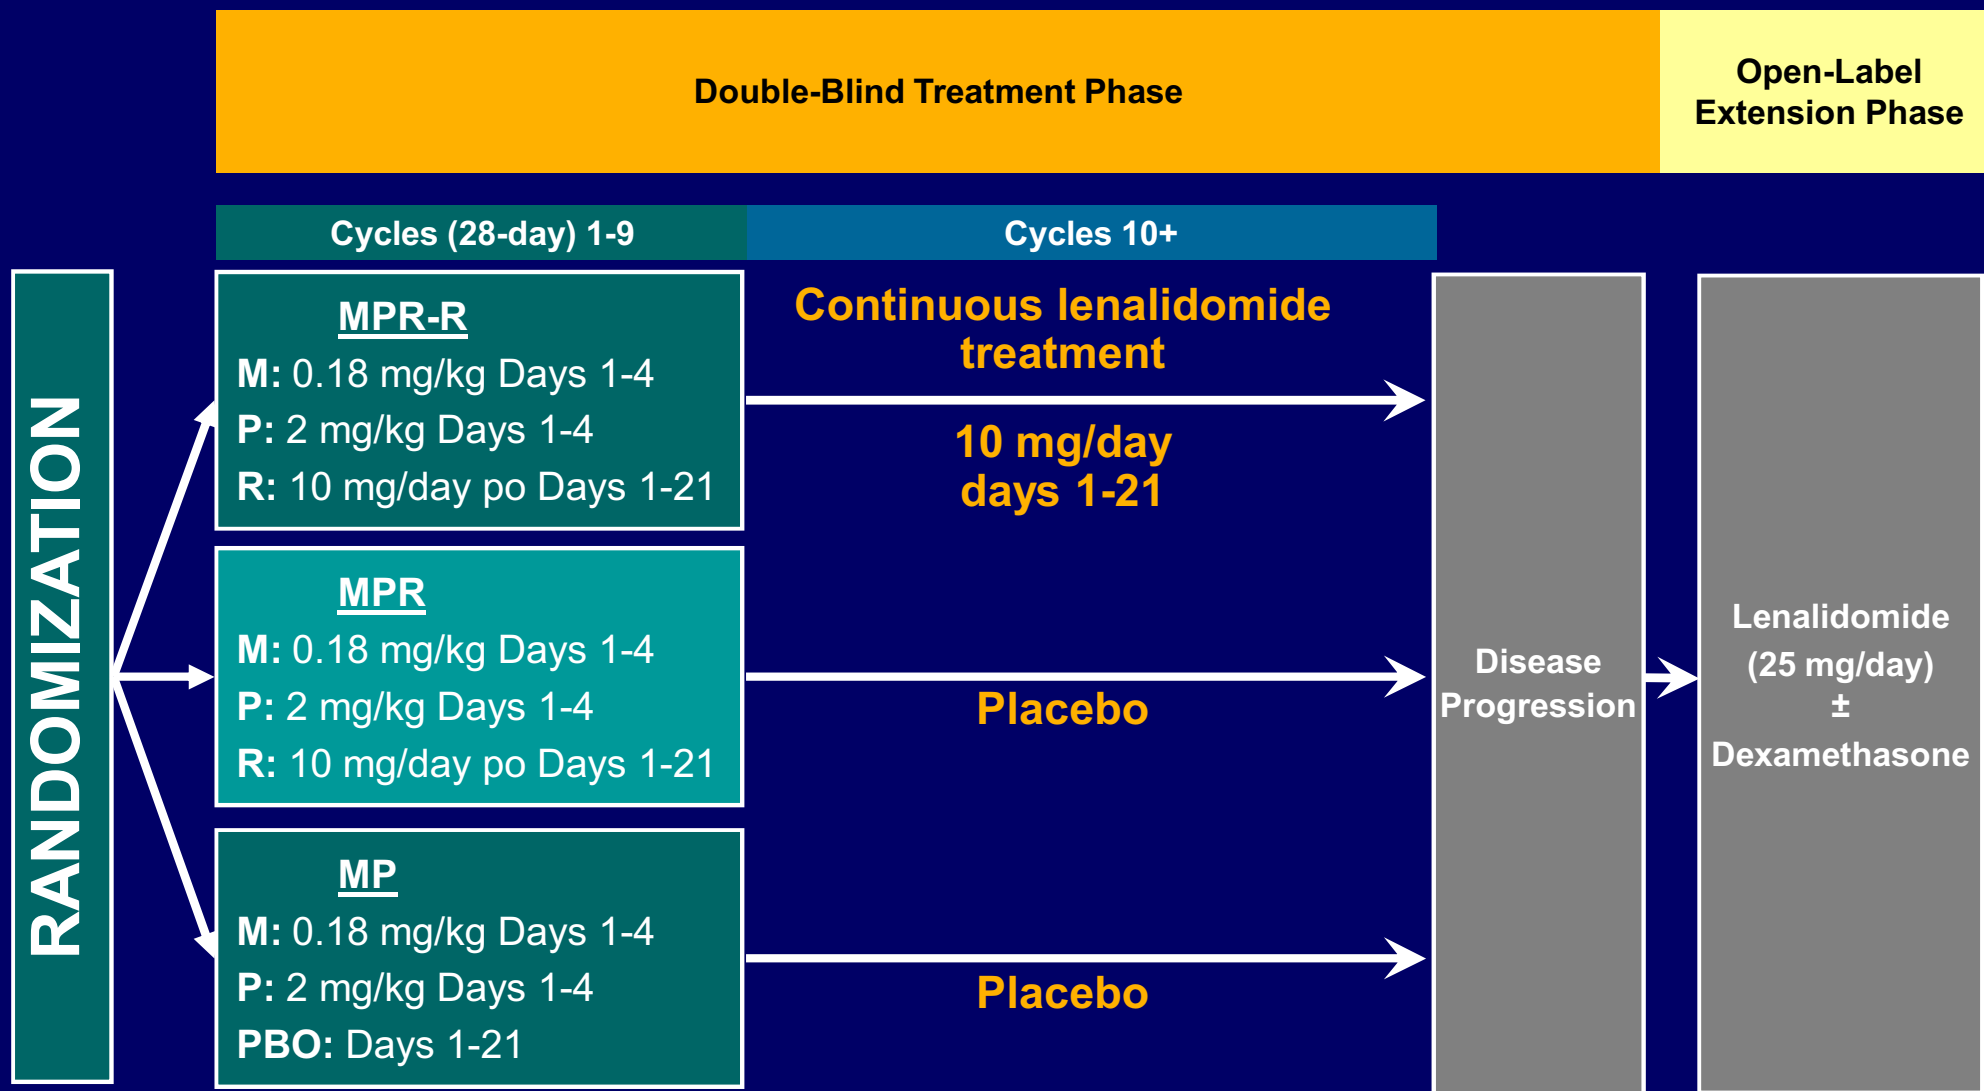 Double-Blind Treatment Phase
Open-Label
Extension Phase
Cycles (28-day) 1-9
Cycles 10+
RANDOMIZATION
MPR-R
M: 0.18 mg/kg Days 1-4
P: 2 mg/kg Days 1-4
R: 10 mg/day po Days 1-21
Continuous lenalidomide
treatment
10 mg/day
days 1-21
MPR
M: 0.18 mg/kg Days 1-4
P: 2 mg/kg Days 1-4
R: 10 mg/day po Days 1-21
Placebo
MP
M: 0.18 mg/kg Days 1-4
P: 2 mg/kg Days 1-4
PBO: Days 1-21
Placebo
Disease
Progression
Lenalidomide
(25 mg/day)
±
Dexamethasone